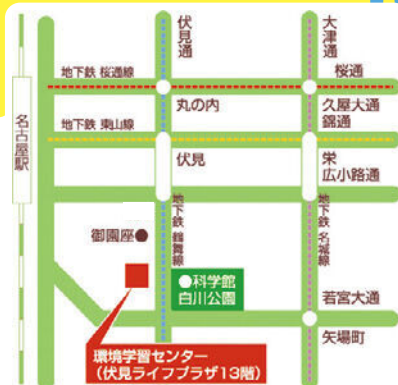 伏見通
大津通
地下鉄 桜通線
桜通
丸の内
久屋大通
地下鉄 東山線
錦通
名古屋駅
伏見
栄
広小路通
地下鉄 鶴舞線
地下鉄 名城線
御園座●
●科学館
白川公園
若宮大通
矢場町
環境学習センター
(伏見ライフプラザ13階)